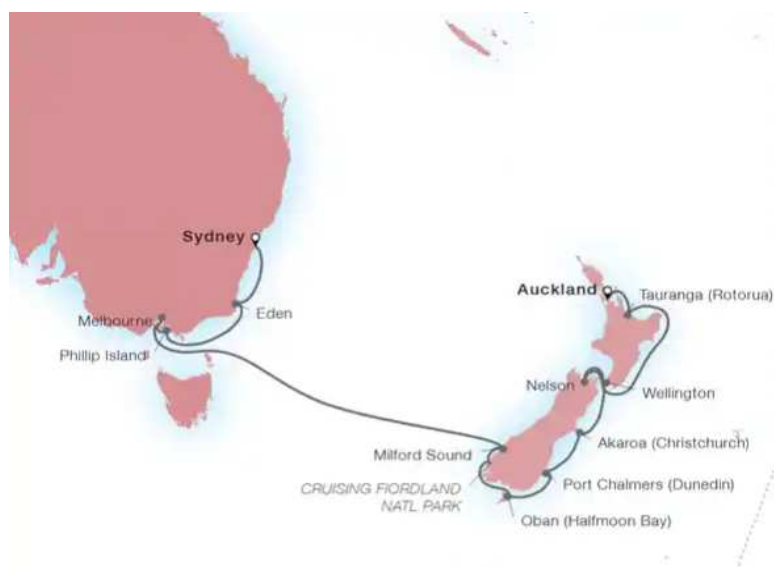 Sydney
Eden
Melbourne
Phillip Island
Auckland
Tauranga (Rotorua)
Nelson
Wellington
Akaroa (Christchurch)
Milford Sound
CRUISING FIORDLAND
NATL PARK
Port Chalmers (Dunedin)
Oban (Halfmoon Bay)